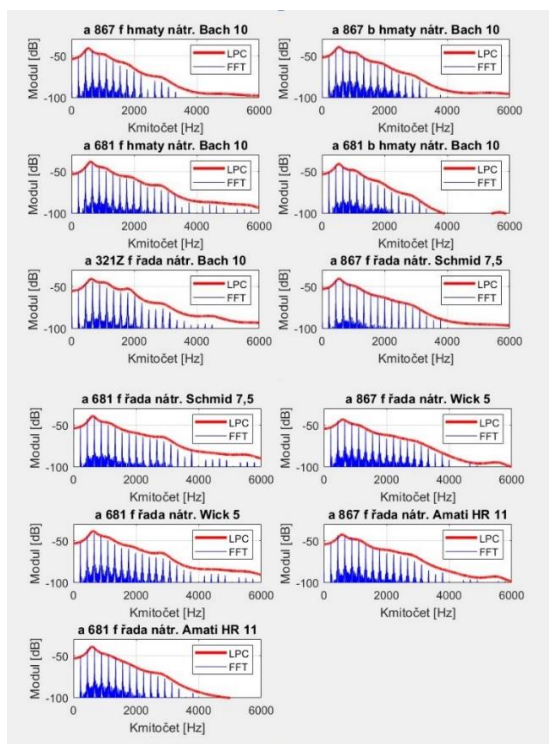 a 867 f hmaty nátr. Bach 10
Modul [dB]
-50
-100
0 2000 4000 6000
Kmitočet [Hz]
LPC
FFT
a 867 b hmaty nátr. Bach 10
Modul [dB]
-50
-100
0 2000 4000 6000
Kmitočet [Hz]
LPC
FFT
a 681 f hmaty nátr. Bach 10
Modul [dB]
-50
-100
0 2000 4000 6000
Kmitočet [Hz]
LPC
FFT
a 681 b hmaty nátr. Bach 10
Modul [dB]
-50
-100
0 2000 4000 6000
Kmitočet [Hz]
LPC
FFT
a 321Z f řada nátr. Bach 10
Modul [dB]
-50
-100
0 2000 4000 6000
Kmitočet [Hz]
LPC
FFT
a 867 f řada nátr. Schmid 7,5
Modul [dB]
-50
-100
0 2000 4000 6000
Kmitočet [Hz]
LPC
FFT
a 681 f řada nátr. Schmid 7,5
Modul [dB]
-50
-100
0 2000 4000 6000
Kmitočet [Hz]
LPC
FFT
a 867 f řada nátr. Wick 5
Modul [dB]
-50
-100
0 2000 4000 6000
Kmitočet [Hz]
LPC
FFT
a 681 f řada nátr. Wick 5
Modul [dB]
-50
-100
0 2000 4000 6000
Kmitočet [Hz]
LPC
FFT
a 867 f řada nátr. Amati HR 11
Modul [dB]
-50
-100
0 2000 4000 6000
Kmitočet [Hz]
LPC
FFT
a 681 f řada nátr. Amati HR 11
Modul [dB]
-50
-100
0 2000 4000 6000
Kmitočet [Hz]
LPC
FFT